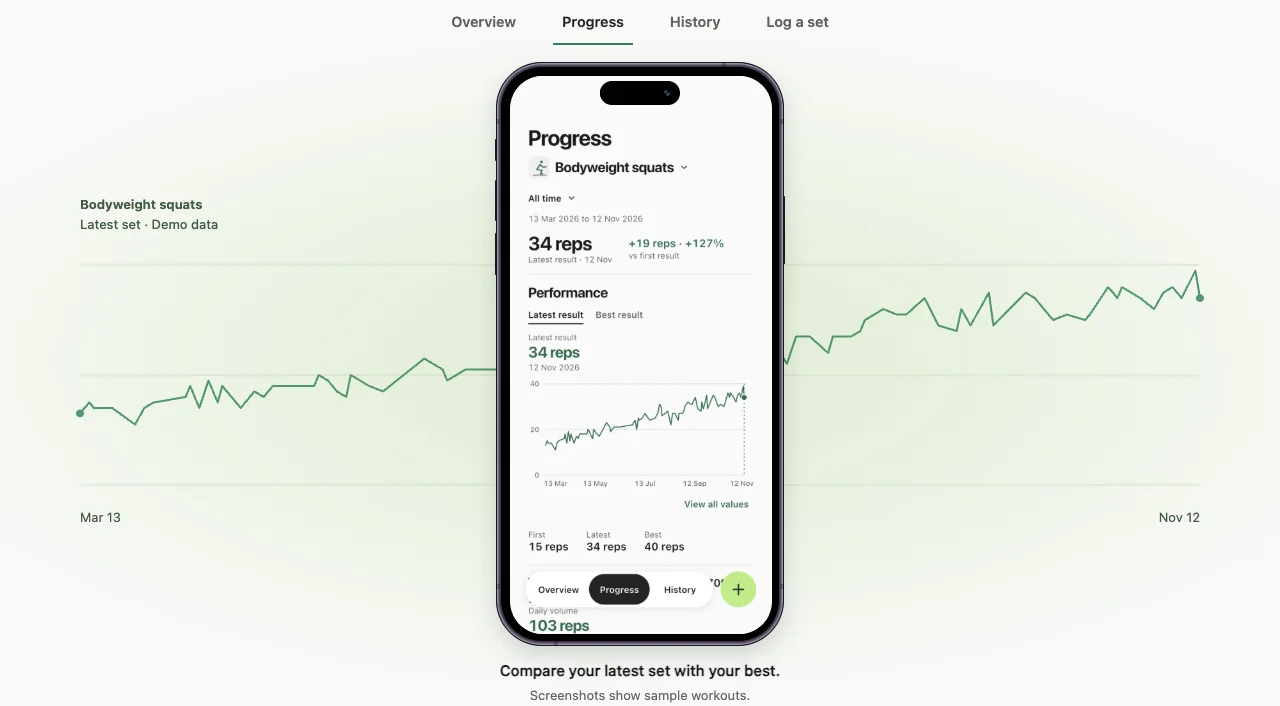 Overview Progress History Log a set
Progress
Bodyweight squats
All time
13 Mar 2026 to 12 Nov 2026
34 reps +19 reps · +127%
Latest result · 12 Nov vs first result
Performance
Latest result Best result
Latest result
34 reps
12 Nov 2026
40
20
0
13 Mar 13 May 13 Jul 12 Sep 12 Nov
View all values
First Latest Best
15 reps 34 reps 40 reps
Overview Progress History +
Daily volume
103 reps
Bodyweight squats
Latest set · Demo data
Mar 13 Nov 12
Compare your latest set with your best.
Screenshots show sample workouts.